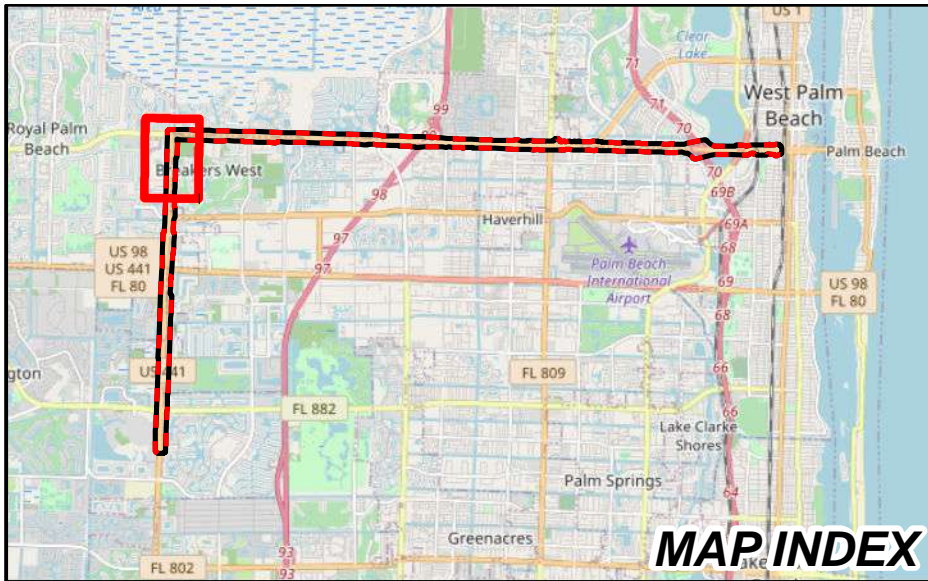 Area
US 1
Clear
Lake
71
99
71
West Palm
Beach
Royal Palm
Beach
70
Palm Beach
Breakers West
70
98
69B
Haverhill
69A
97
US 98
US 441
FL 80
68
97
Palm Beach
International
Airport
69
US 98
FL 80
68
US 441
gton
FL 809
66
FL 882
66
Lake Clarke
Shores
Palm Springs
64
Greenacres
93
FL 802
93
Lake
MAP INDEX